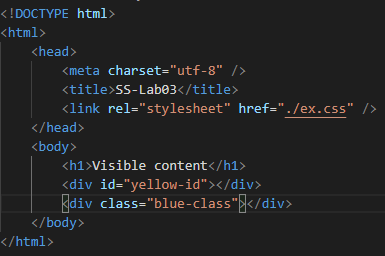 <!DOCTYPE html>
<html>
    <head>
        <meta charset="utf-8" />
        <title>SS-Lab03</title>
        <link rel="stylesheet" href="./ex.css" />
    </head>
    <body>
        <h1>Visible content</h1>
        <div id="yellow-id"></div>
        <div class="blue-class"></div>
    </body>
</html>